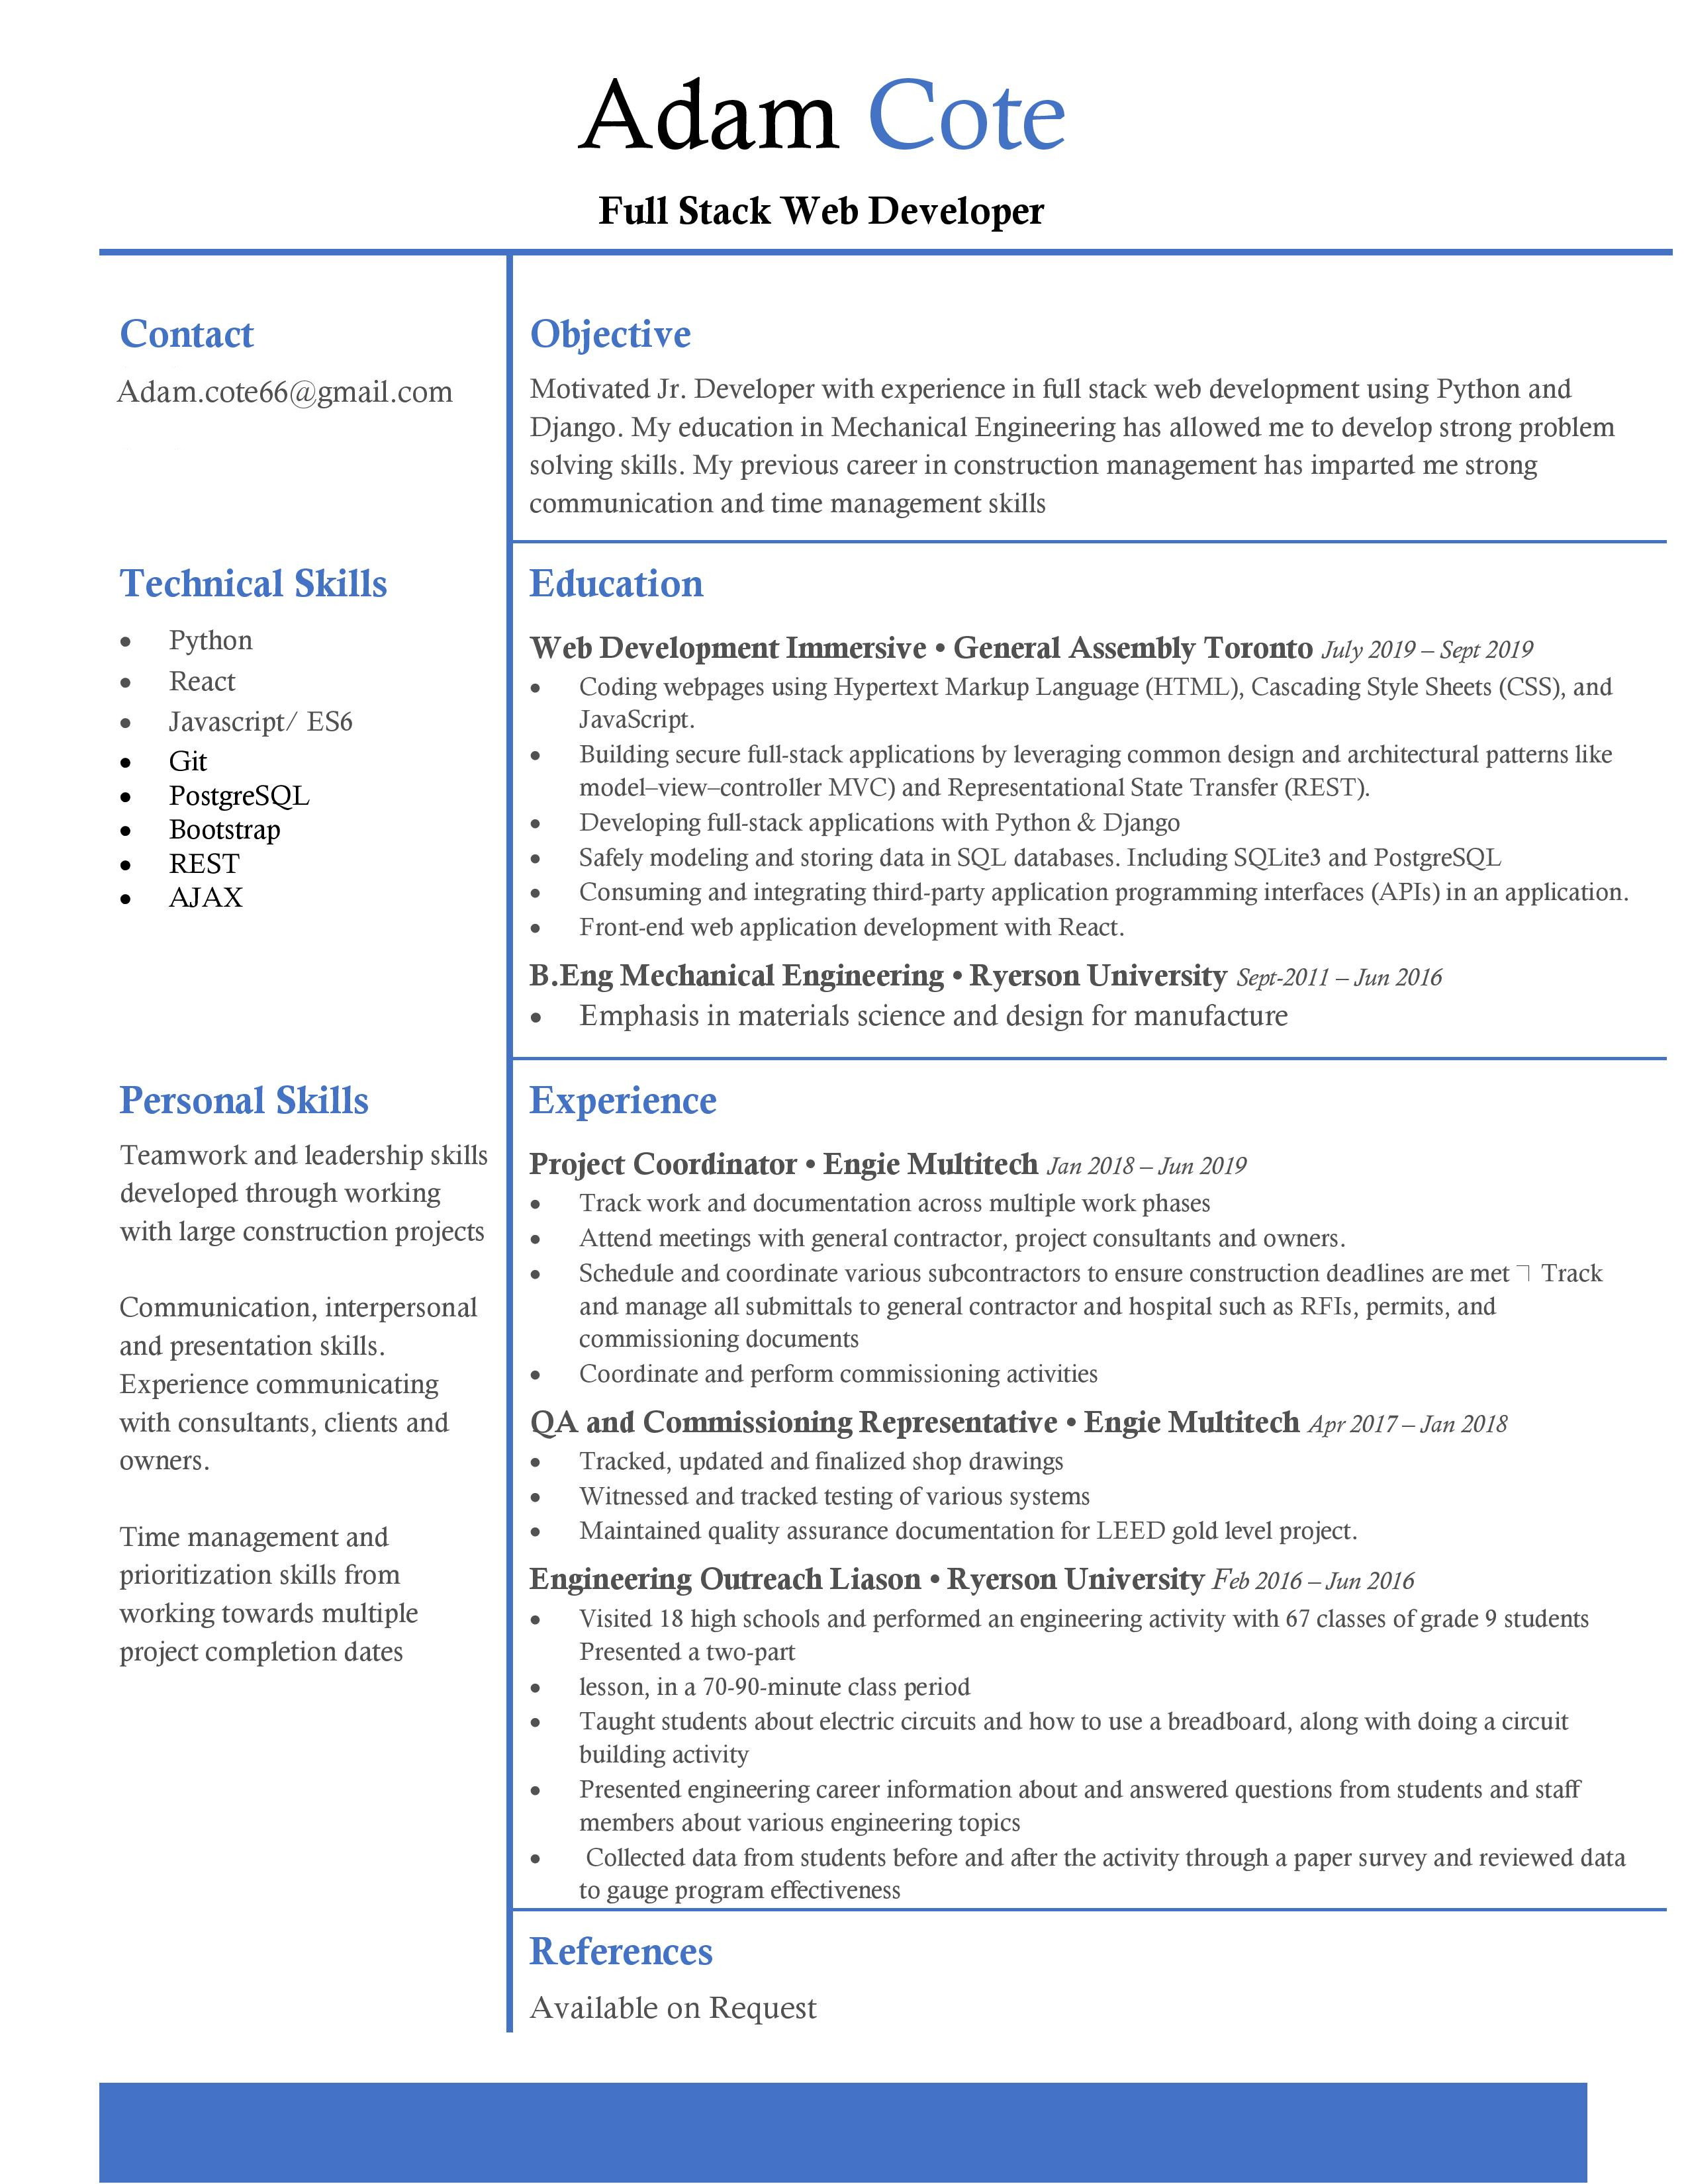 Adam Cote
Full Stack Web Developer
Contact
Adam.cote66@gmail.com
Objective
Motivated Jr. Developer with experience in full stack web development using Python and
Django. My education in Mechanical Engineering has allowed me to develop strong problem
solving skills. My previous career in construction management has imparted me strong
communication and time management skills
Technical Skills
• Python
• React
• Javascript/ ES6
• Git
• PostgreSQL
• Bootstrap
• REST
• AJAX
Education
Web Development Immersive • General Assembly Toronto July 2019 – Sept 2019
• Coding webpages using Hypertext Markup Language (HTML), Cascading Style Sheets (CSS), and
JavaScript.
• Building secure full-stack applications by leveraging common design and architectural patterns like
model–view–controller MVC) and Representational State Transfer (REST).
• Developing full-stack applications with Python & Django
• Safely modeling and storing data in SQL databases. Including SQLite3 and PostgreSQL
• Consuming and integrating third-party application programming interfaces (APIs) in an application.
• Front-end web application development with React.
B.Eng Mechanical Engineering • Ryerson University Sept-2011 – Jun 2016
• Emphasis in materials science and design for manufacture
Personal Skills
Teamwork and leadership skills
developed through working
with large construction projects
Communication, interpersonal
and presentation skills.
Experience communicating
with consultants, clients and
owners.
Time management and
prioritization skills from
working towards multiple
project completion dates
Experience
Project Coordinator • Engie Multitech Jan 2018 – Jun 2019
• Track work and documentation across multiple work phases
• Attend meetings with general contractor, project consultants and owners.
• Schedule and coordinate various subcontractors to ensure construction deadlines are met ㄱ Track
and manage all submittals to general contractor and hospital such as RFIs, permits, and
commissioning documents
• Coordinate and perform commissioning activities
QA and Commissioning Representative • Engie Multitech Apr 2017 – Jan 2018
• Tracked, updated and finalized shop drawings
• Witnessed and tracked testing of various systems
• Maintained quality assurance documentation for LEED gold level project.
Engineering Outreach Liason • Ryerson University Feb 2016 – Jun 2016
• Visited 18 high schools and performed an engineering activity with 67 classes of grade 9 students
Presented a two-part
• lesson, in a 70-90-minute class period
• Taught students about electric circuits and how to use a breadboard, along with doing a circuit
building activity
• Presented engineering career information about and answered questions from students and staff
members about various engineering topics
• Collected data from students before and after the activity through a paper survey and reviewed data
to gauge program effectiveness
References
Available on Request